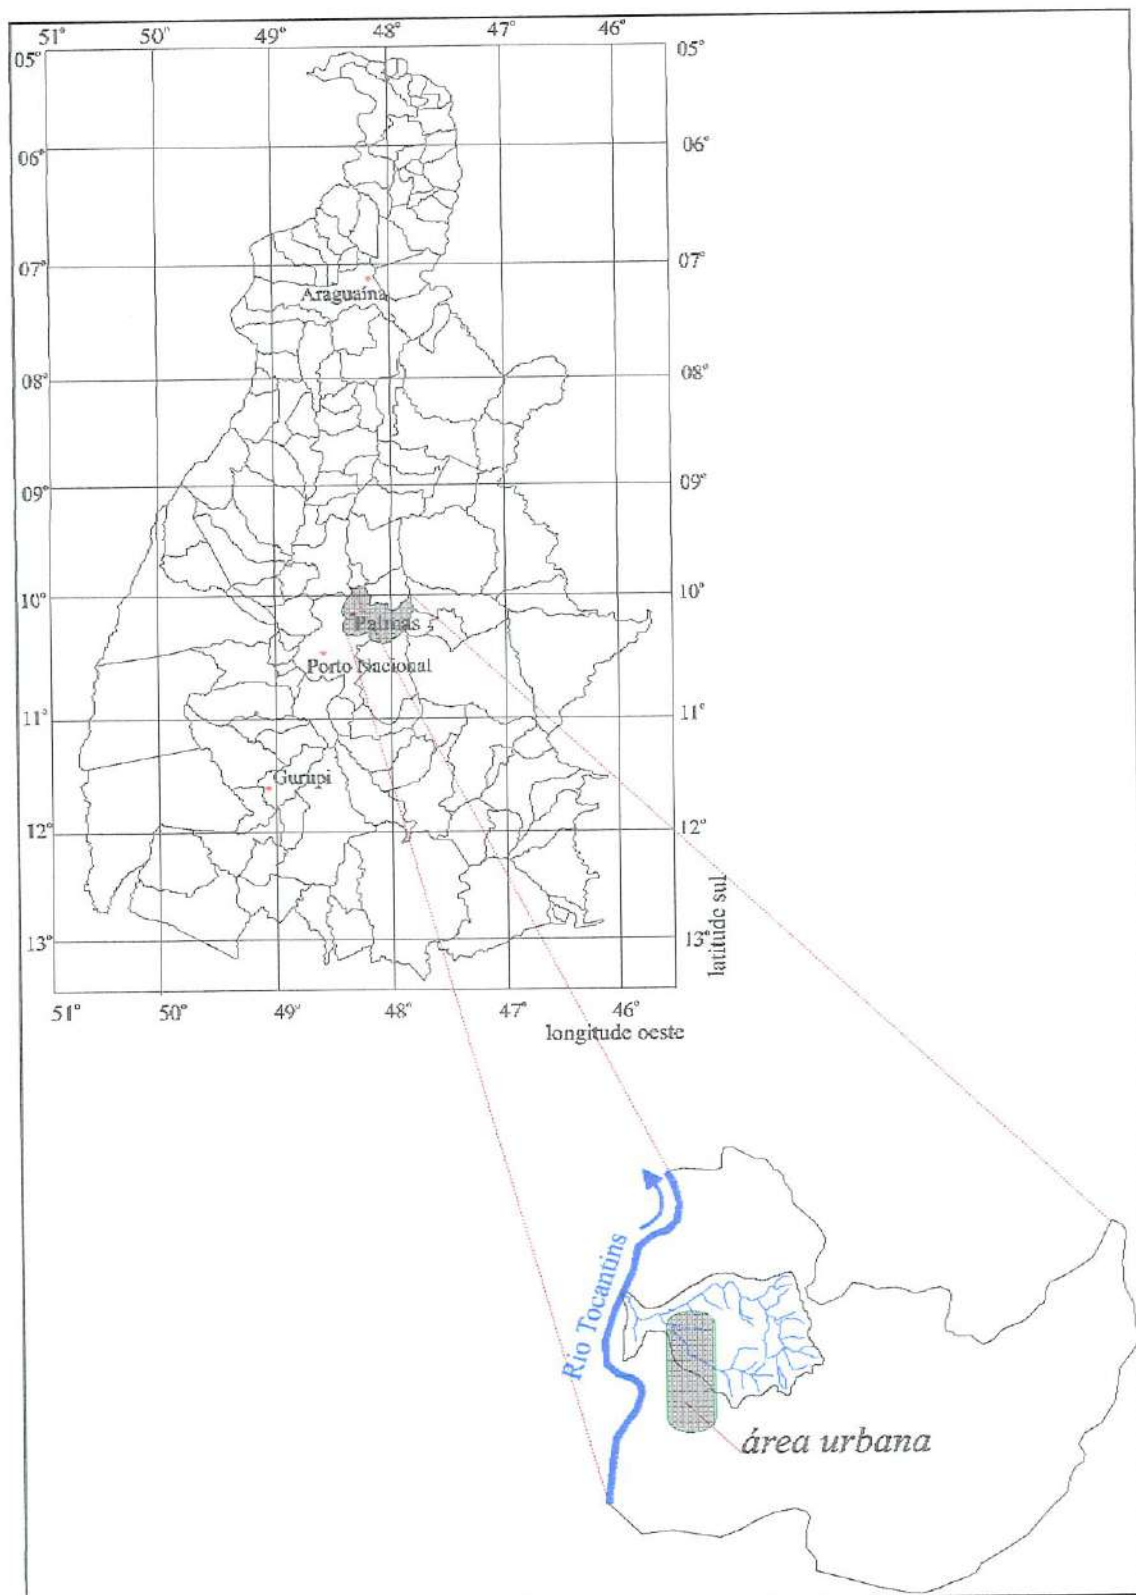 51° 50° 49° 48° 47° 46°
05° 05°
06° 06°
07° 07°
Araguaína
08° 08°
09° 09°
10° 10°
Palmas
Porto Nacional
11° 11°
Gurupi
12° 12°
latitude sul
13° 13°
51° 50° 49° 48° 47° 46°
longitude oeste
Rio Tocantins
área urbana